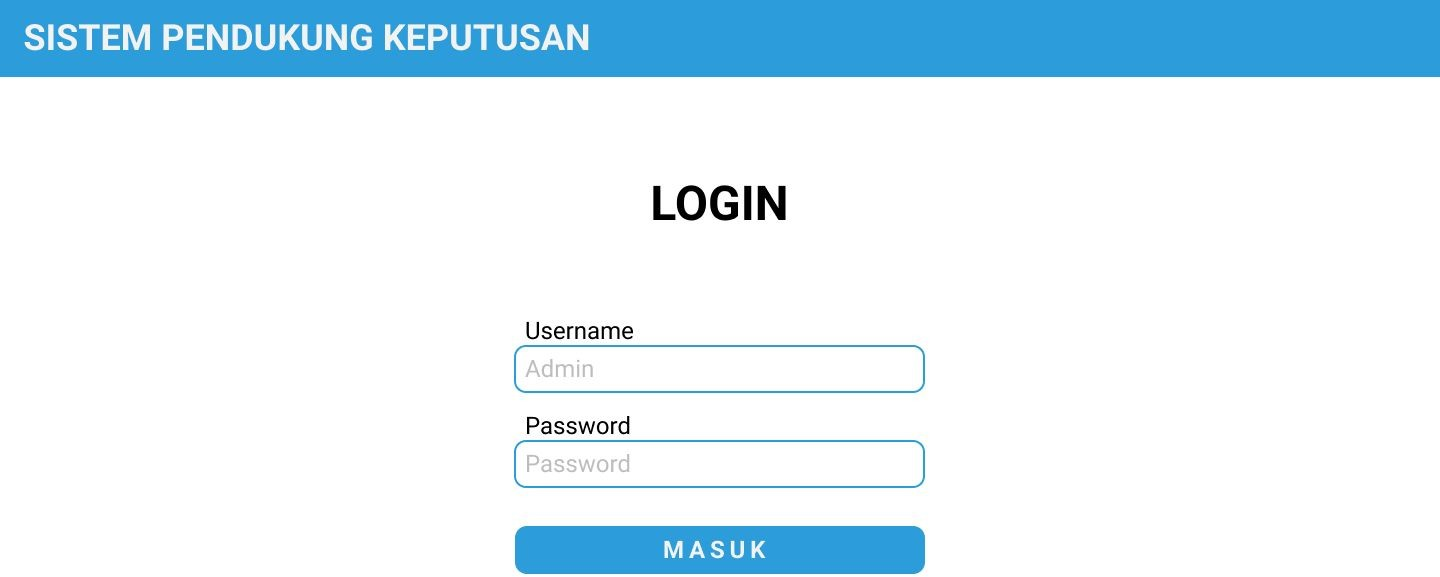 SISTEM PENDUKUNG KEPUTUSAN
LOGIN
Username
Admin
Password
Password
MASUK